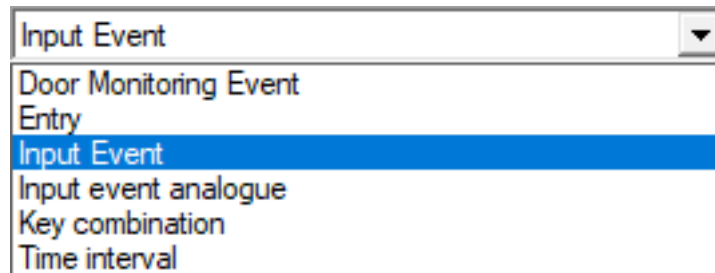 Input Event
Door Monitoring Event
Entry
Input Event
Input event analogue
Key combination
Time interval